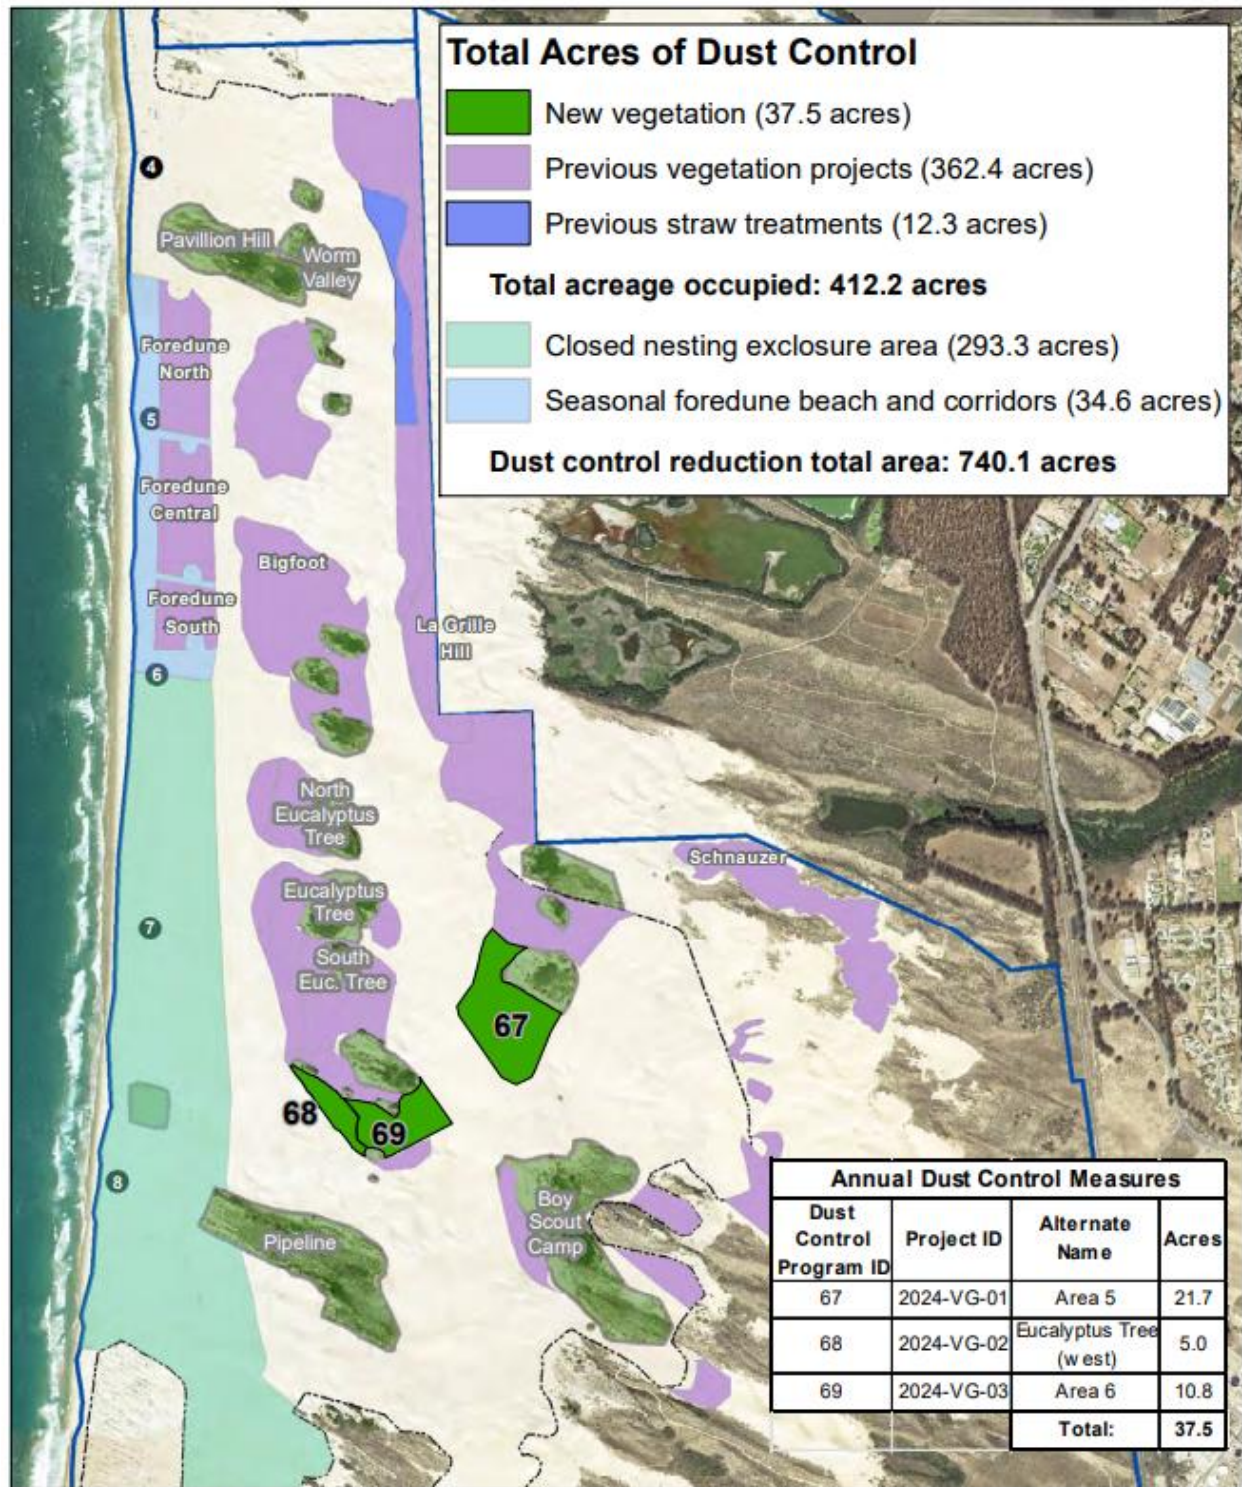 Total Acres of Dust Control
New vegetation (37.5 acres)
Previous vegetation projects (362.4 acres)
Previous straw treatments (12.3 acres)
Total acreage occupied: 412.2 acres
Closed nesting exclosure area (293.3 acres)
Seasonal foredune beach and corridors (34.6 acres)
Dust control reduction total area: 740.1 acres
4
Pavillion Hill
Worm
Valley
Foredune
North
5
Foredune
Central
Bigfoot
Foredune
South
La Grille
Hill
6
North
Eucalyptus
Tree
Schnauzer
Eucalyptus
Tree
7
South
Euc. Tree
67
68
69
8
Boy
Scout
Camp
Pipeline
Annual Dust Control Measures
Dust
Control
Program ID
Project ID
Alternate
Name
Acres
67 2024-VG-01 Area 5 21.7
68 2024-VG-02 Eucalyptus Tree
(west) 5.0
69 2024-VG-03 Area 6 10.8
Total: 37.5